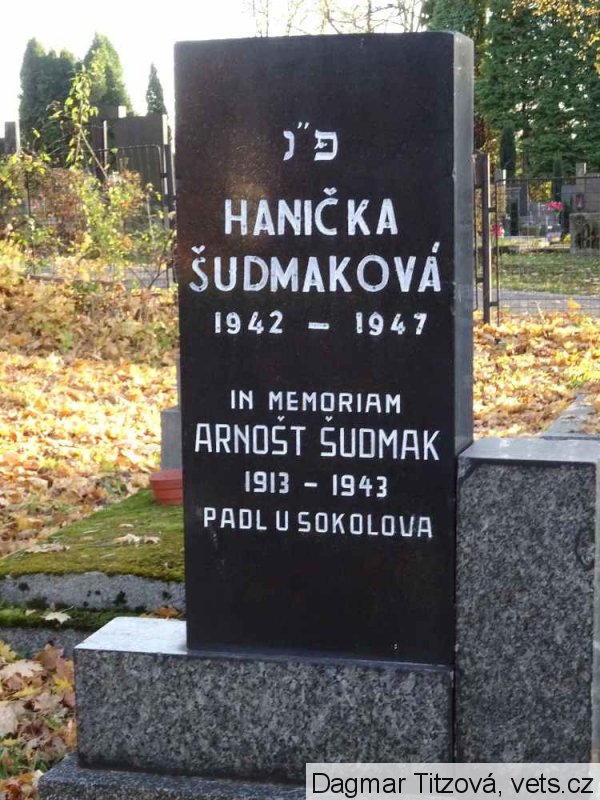 פ״נ
HANIČKA
ŠUDMAKOVÁ
1942 – 1947
IN MEMORIAM
ARNOŠT ŠUDMAK
1913 – 1943
PADL U SOKOLOVA
Dagmar Titzová, vets.cz